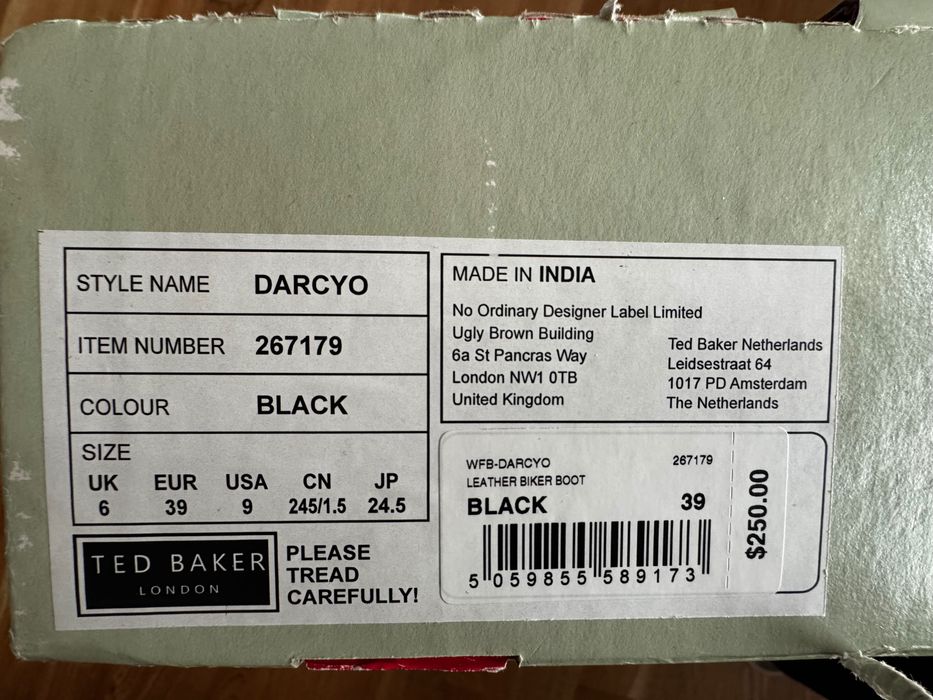 STYLE NAME DARCYO
ITEM NUMBER 267179
COLOUR BLACK
SIZE
UK EUR USA CN JP
6 39 9 245/1.5 24.5
TED BAKER
LONDON
PLEASE
TREAD
CAREFULLY!
MADE IN INDIA
No Ordinary Designer Label Limited
Ugly Brown Building
6a St Pancras Way
London NW1 0TB
United Kingdom
Ted Baker Netherlands
Leidsestraat 64
1017 PD Amsterdam
The Netherlands
WFB-DARCYO 267179
LEATHER BIKER BOOT
BLACK 39
5 059855 589173
$250.00